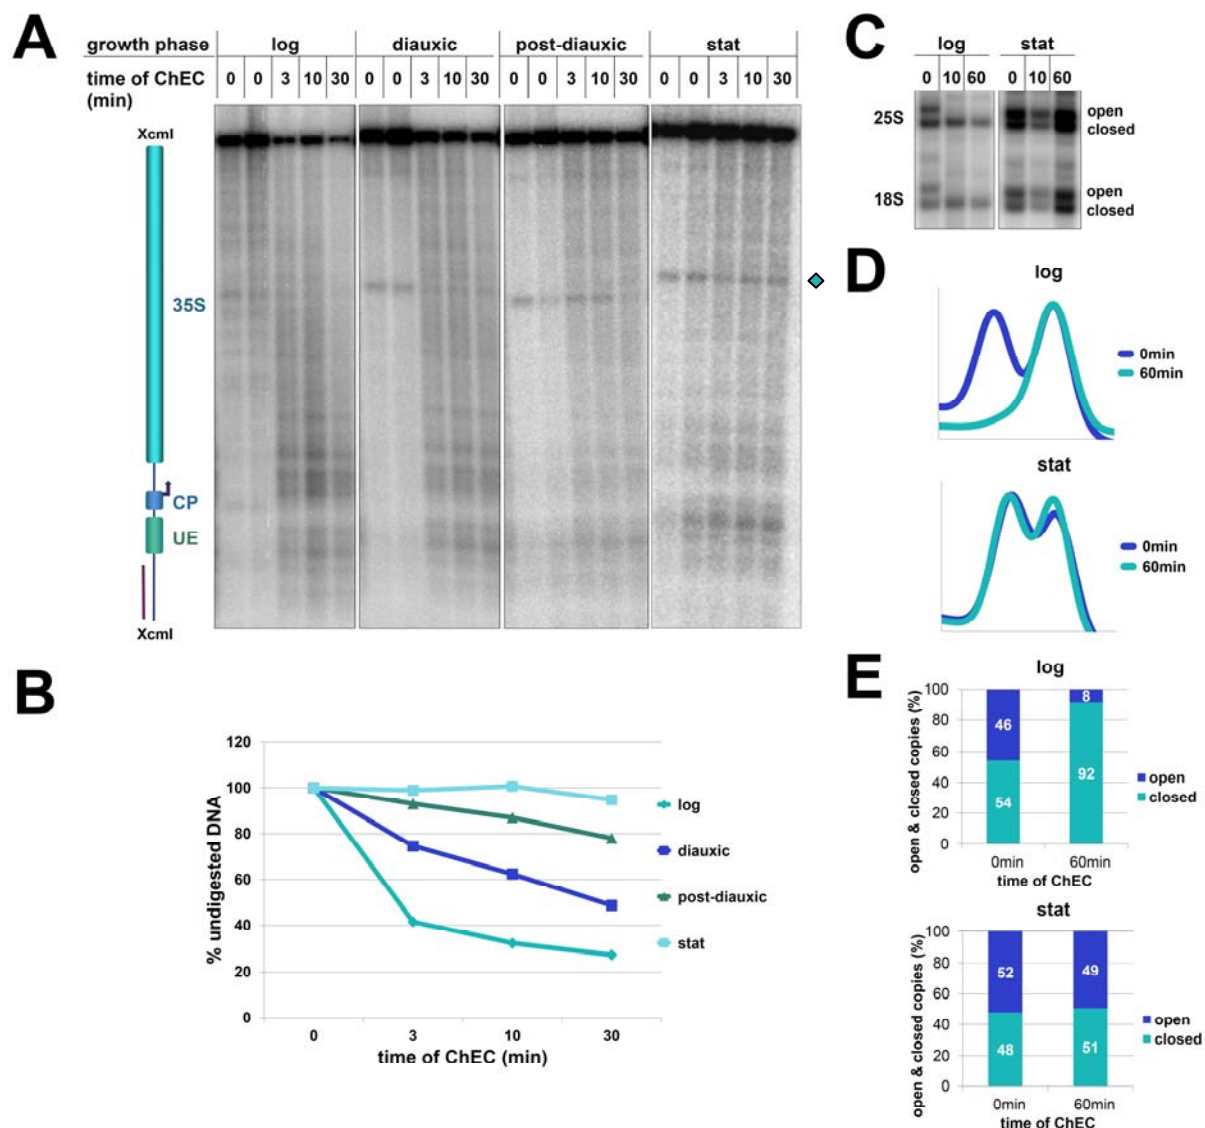 A
growth phase log diauxic post-diauxic stat
time of ChEC (min) 0 0 3 10 30 0 0 3 10 30 0 0 3 10 30 0 0 3 10 30
XcmI
35S
CP
UE
XcmI
B
120
100
80
60
40
20
0
% undigested DNA
0 3 10 30
time of ChEC (min)
log
diauxic
post-diauxic
stat
C
log stat
0 10 60 0 10 60
25S open
closed
18S open
closed
D
log
0min
60min
stat
0min
60min
E
log
open & closed copies (%)
100
80
60
40
20
0
46 8
54 92
0min 60min
time of ChEC
open
closed
stat
open & closed copies (%)
100
80
60
40
20
0
52 49
48 51
0min 60min
time of ChEC
open
closed